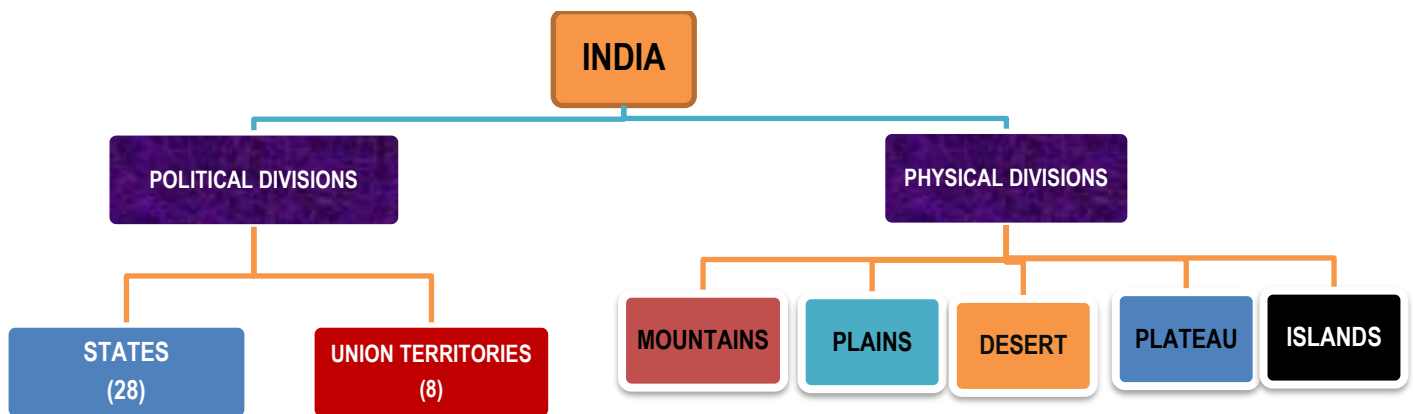 INDIA
POLITICAL DIVISIONS
PHYSICAL DIVISIONS
STATES
(28)
UNION TERRITORIES
(8)
MOUNTAINS
PLAINS
DESERT
PLATEAU
ISLANDS